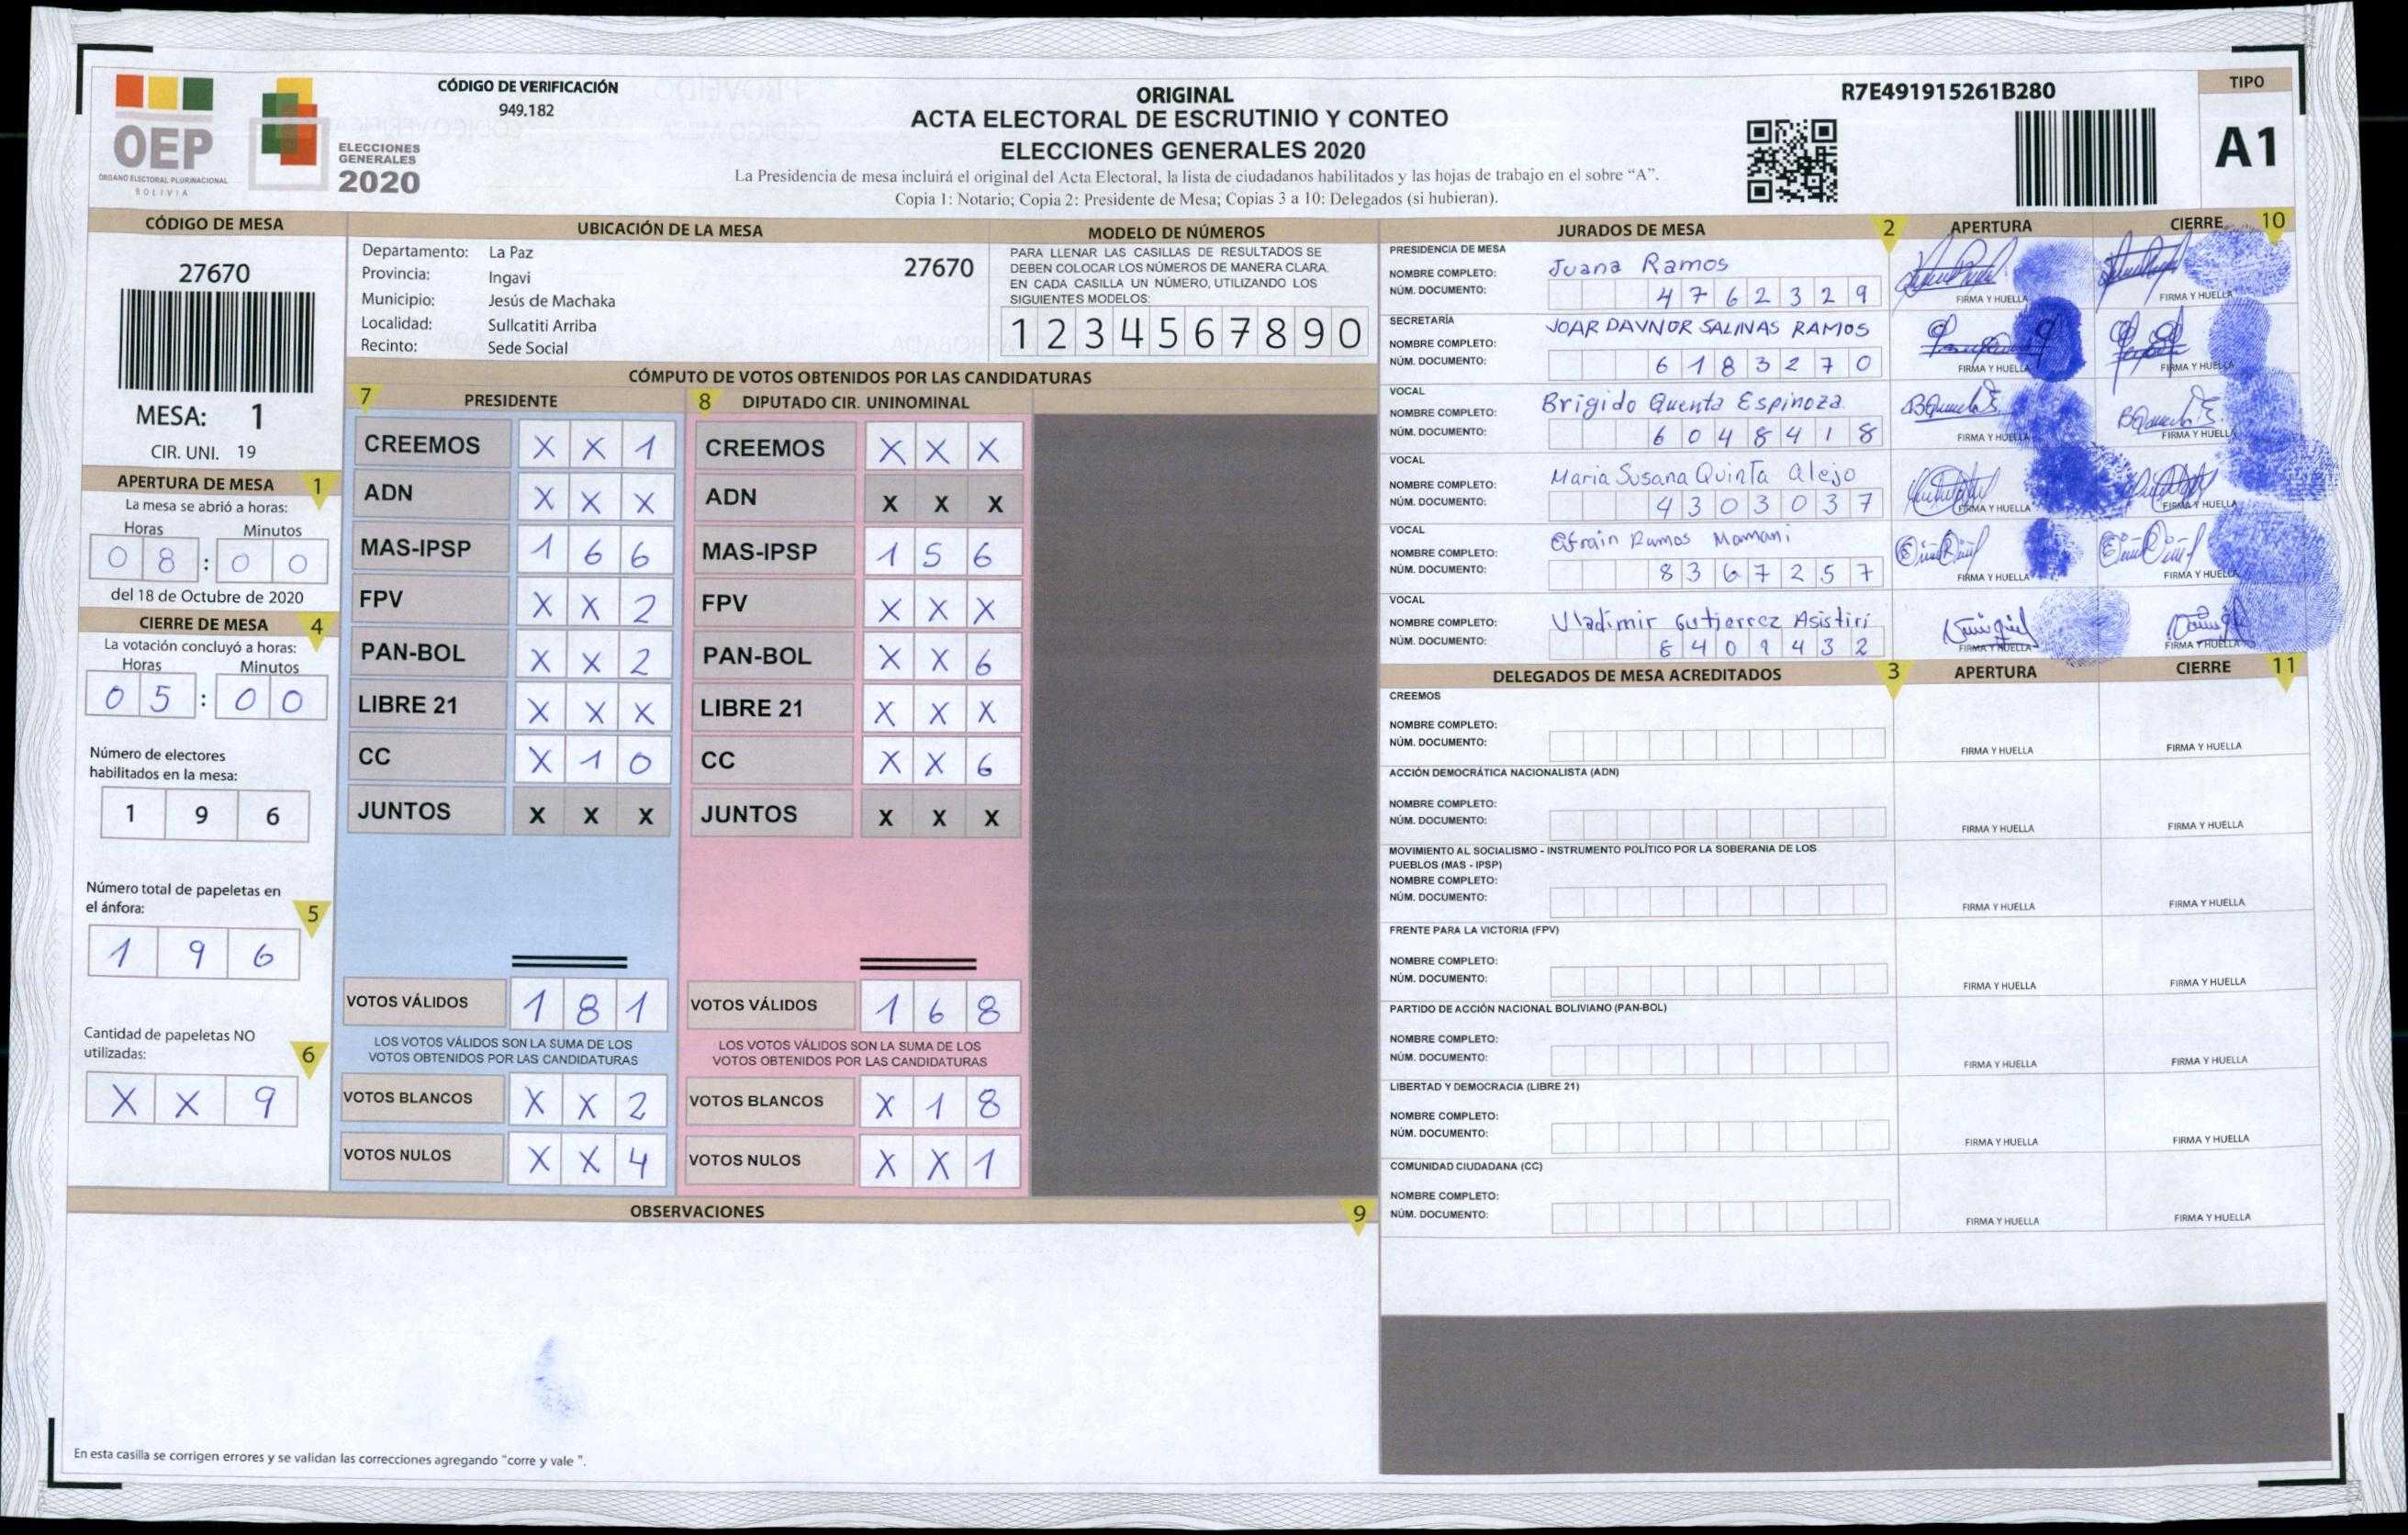 CÓDIGO DE VERIFICACIÓN
949.182
OEP
ÓRGANO ELECTORAL PLURINACIONAL
BOLIVIA
ELECCIONES
GENERALES
2020
ORIGINAL
ACTA ELECTORAL DE ESCRUTINIO Y CONTEO
ELECCIONES GENERALES 2020
La Presidencia de mesa incluirá el original del Acta Electoral, la lista de ciudadanos habilitados y las hojas de trabajo en el sobre “A”.
Copia 1: Notario; Copia 2: Presidente de Mesa; Copias 3 a 10: Delegados (si hubieran).
R7E491915261B280
TIPO
A1
CÓDIGO DE MESA
27670
MESA: 1
CIR. UNI. 19
APERTURA DE MESA 1
La mesa se abrió a horas:
Horas Minutos
0 8 : 0 0
del 18 de Octubre de 2020
CIERRE DE MESA 4
La votación concluyó a horas:
Horas Minutos
0 5 : 0 0
Número de electores
habilitados en la mesa:
1 9 6
Número total de papeletas en
el ánfora: 5
1 9 6
Cantidad de papeletas NO
utilizadas: 6
X X 9
UBICACIÓN DE LA MESA
Departamento: La Paz
Provincia: Ingavi
Municipio: Jesús de Machaka
Localidad: Sullcatiti Arriba
Recinto: Sede Social
27670
MODELO DE NÚMEROS
PARA LLENAR LAS CASILLAS DE RESULTADOS SE
DEBEN COLOCAR LOS NÚMEROS DE MANERA CLARA.
EN CADA CASILLA UN NÚMERO, UTILIZANDO LOS
SIGUIENTES MODELOS:
1 2 3 4 5 6 7 8 9 0
CÓMPUTO DE VOTOS OBTENIDOS POR LAS CANDIDATURAS
7 PRESIDENTE
CREEMOS X X 1
ADN X X X
MAS-IPSP 1 6 6
FPV X X 2
PAN-BOL X X 2
LIBRE 21 X X X
CC X 1 0
JUNTOS X X X
VOTOS VÁLIDOS 1 8 1
LOS VOTOS VÁLIDOS SON LA SUMA DE LOS
VOTOS OBTENIDOS POR LAS CANDIDATURAS
VOTOS BLANCOS X X 2
VOTOS NULOS X X 4
8 DIPUTADO CIR. UNINOMINAL
CREEMOS X X X
ADN X X X
MAS-IPSP 1 5 6
FPV X X X
PAN-BOL X X 6
LIBRE 21 X X X
CC X X 6
JUNTOS X X X
VOTOS VÁLIDOS 1 6 8
LOS VOTOS VÁLIDOS SON LA SUMA DE LOS
VOTOS OBTENIDOS POR LAS CANDIDATURAS
VOTOS BLANCOS X 1 8
VOTOS NULOS X X 1
OBSERVACIONES 9
En esta casilla se corrigen errores y se validan las correcciones agregando "corre y vale ".
JURADOS DE MESA 2 APERTURA CIERRE 10
PRESIDENCIA DE MESA
NOMBRE COMPLETO: Juana Ramos
NÚM. DOCUMENTO: 4 7 6 2 3 2 9
FIRMA Y HUELLA FIRMA Y HUELLA
SECRETARÍA
NOMBRE COMPLETO: JOAR DAVNOR SALINAS RAMOS
NÚM. DOCUMENTO: 6 1 8 3 2 7 0
FIRMA Y HUELLA FIRMA Y HUELLA
VOCAL
NOMBRE COMPLETO: Brigido Quenta Espinoza
NÚM. DOCUMENTO: 6 0 4 8 4 1 8
FIRMA Y HUELLA FIRMA Y HUELLA
VOCAL
NOMBRE COMPLETO: Maria Susana Quinta Alejo
NÚM. DOCUMENTO: 4 3 0 3 0 3 7
FIRMA Y HUELLA FIRMA Y HUELLA
VOCAL
NOMBRE COMPLETO: Efrain Ramos Mamani
NÚM. DOCUMENTO: 8 3 6 7 2 5 7
FIRMA Y HUELLA FIRMA Y HUELLA
VOCAL
NOMBRE COMPLETO: Vladimir Gutierrez Asistiri
NÚM. DOCUMENTO:
FIRMA Y HUELLA FIRMA Y HUELLA
DELEGADOS DE MESA ACREDITADOS 3 APERTURA CIERRE 11
CREEMOS
NOMBRE COMPLETO:
NÚM. DOCUMENTO:
FIRMA Y HUELLA FIRMA Y HUELLA
ACCIÓN DEMOCRÁTICA NACIONALISTA (ADN)
NOMBRE COMPLETO:
NÚM. DOCUMENTO:
FIRMA Y HUELLA FIRMA Y HUELLA
MOVIMIENTO AL SOCIALISMO - INSTRUMENTO POLÍTICO POR LA SOBERANIA DE LOS
PUEBLOS (MAS - IPSP)
NOMBRE COMPLETO:
NÚM. DOCUMENTO:
FIRMA Y HUELLA FIRMA Y HUELLA
FRENTE PARA LA VICTORIA (FPV)
NOMBRE COMPLETO:
NÚM. DOCUMENTO:
FIRMA Y HUELLA FIRMA Y HUELLA
PARTIDO DE ACCIÓN NACIONAL BOLIVIANO (PAN-BOL)
NOMBRE COMPLETO:
NÚM. DOCUMENTO:
FIRMA Y HUELLA FIRMA Y HUELLA
LIBERTAD Y DEMOCRACIA (LIBRE 21)
NOMBRE COMPLETO:
NÚM. DOCUMENTO:
FIRMA Y HUELLA FIRMA Y HUELLA
COMUNIDAD CIUDADANA (CC)
NOMBRE COMPLETO:
NÚM. DOCUMENTO:
FIRMA Y HUELLA FIRMA Y HUELLA